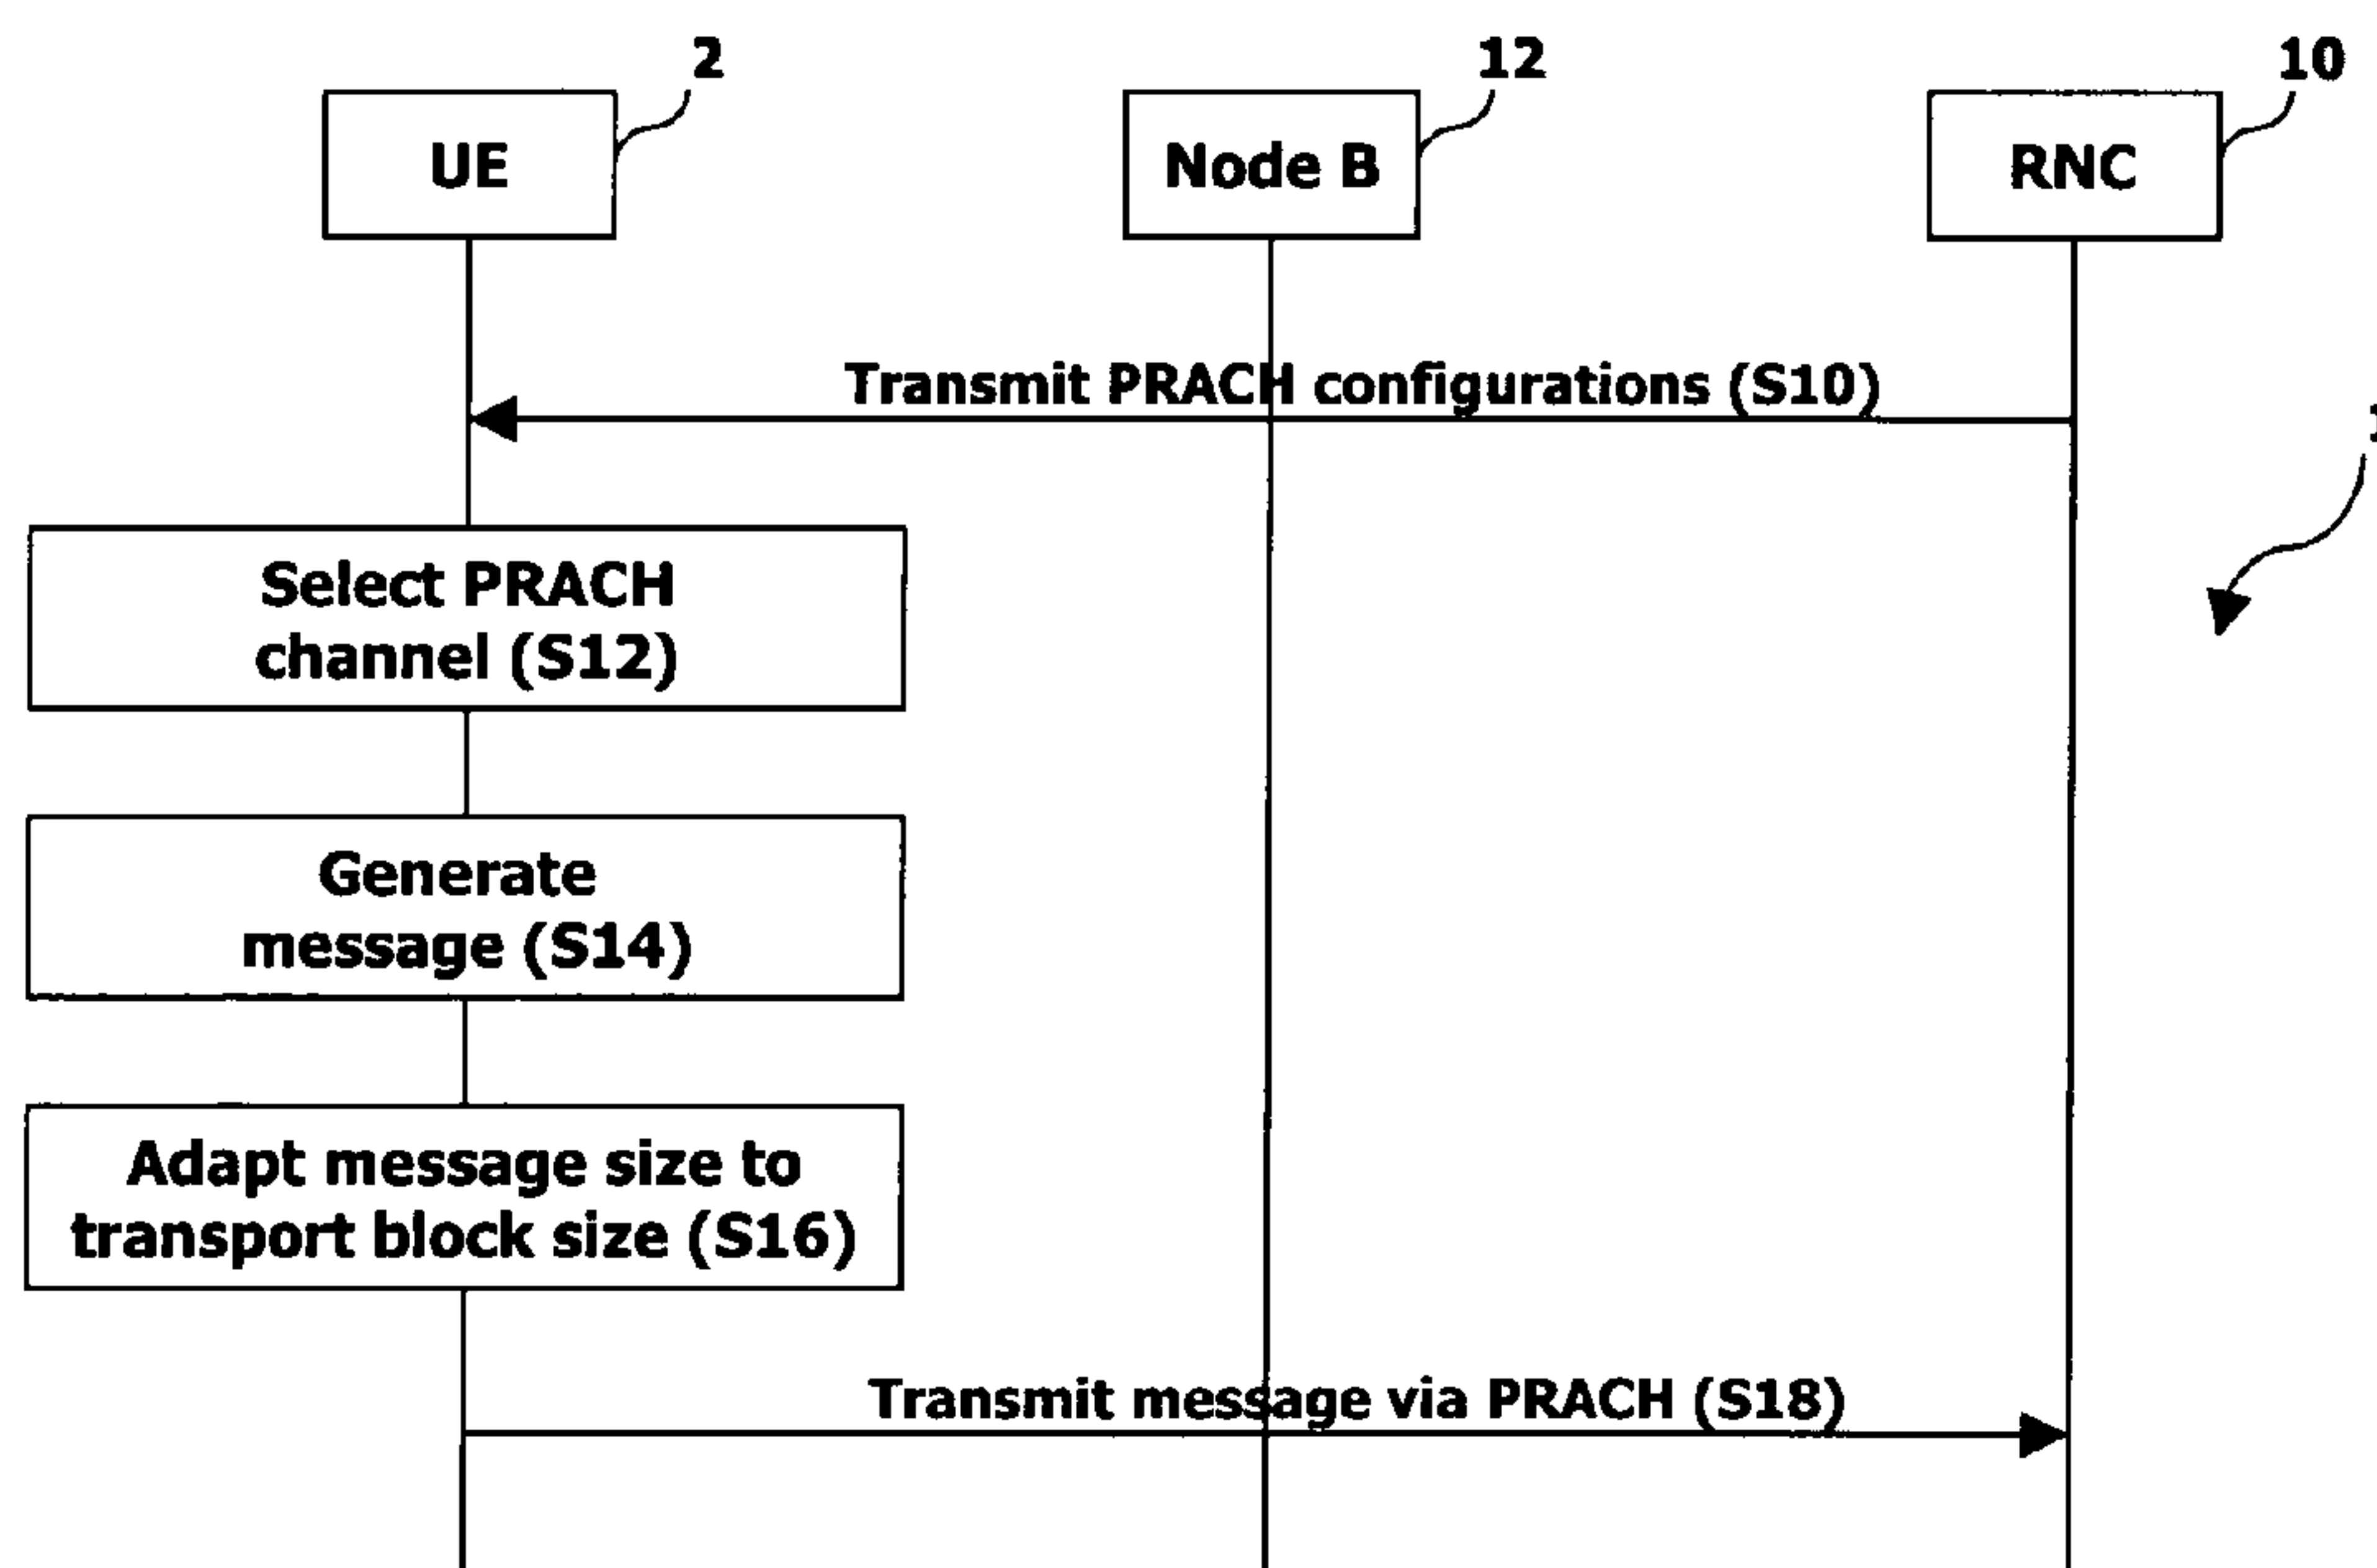 2
12
10
UE
Node B
RNC
Transmit PRACH configurations (S10)
Select PRACH
channel (S12)
Generate
message (S14)
Adapt message size to
transport block size (S16)
Transmit message via PRACH (S18)